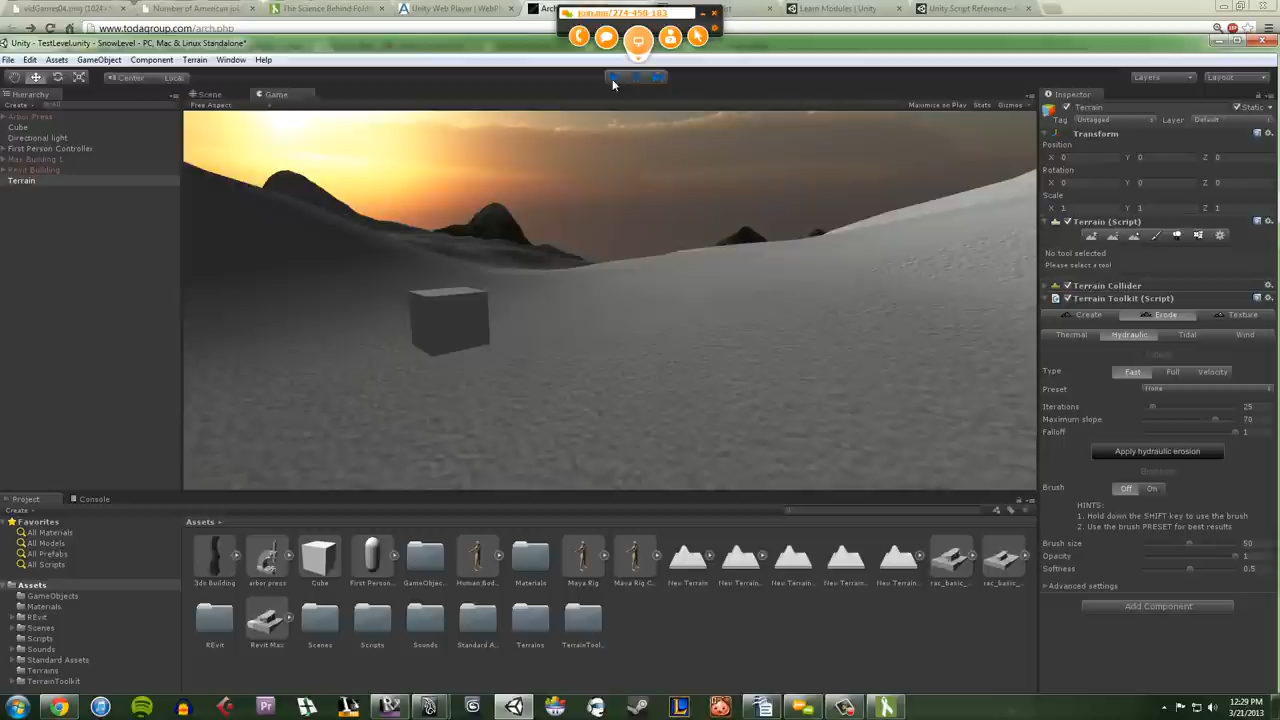 vidGames04.cmg (1024×
Number of American ju
The Science Behind Fold
Unity Web Player (WebPl
Arch
Learn Modules (Unity
Unity Script Reference—
join.me/274-458-183
www.todagroup.com/arch.php
Unity - TestLevel.unity - SnowLevel - PC, Mac & Linux Standalone*
File Edit Assets GameObject Component Terrain Window Help
Center Local Layers Layout
Hierarchy Scene Game Inspector
Create All Free Aspect Maximize on Play Stats Gizmos
Arbor Press
Cube
Directional light
First Person Controller
Max Building 1
Revit Building
Terrain
Terrain Static
Tag Untagged Layer Default
Transform
Position
X 0 Y 0 Z 0
Rotation
X 0 Y 0 Z 0
Scale
X 1 Y 1 Z 1
Terrain (Script)
No tool selected
Please select a tool
Terrain Collider
Terrain Toolkit (Script)
Create Erode Texture
Thermal Hydraulic Tidal Wind
Type Fast Full Velocity
Preset None
Iterations 25
Maximum slope 70
Falloff 1
Apply hydraulic erosion
Brush Off On
HINTS:
1. Hold down the SHIFT key to use the brush
2. Use the brush PRESET for best results
Brush size 50
Opacity 1
Softness 0.5
Advanced settings
Add Component
Project Console
Create
Favorites
All Materials
All Models
All Prefabs
All Scripts
Assets
GameObjects
Materials
REvit
Scenes
Scripts
Sounds
Standard Assets
Terrains
TerrainToolkit
Assets
3ds Building arbor press Cube First Person... GameObjec... Human_Bod... Materials Maya Rig Maya Rig C... New Terrain New Terrain... New Terrain... New Terrain... New Terrain... rac_basic_... rac_basic_...
REvit Revit Max Scenes Scripts Sounds Standard A... Terrains TerrainTool...
12:29 PM
3/21/2013